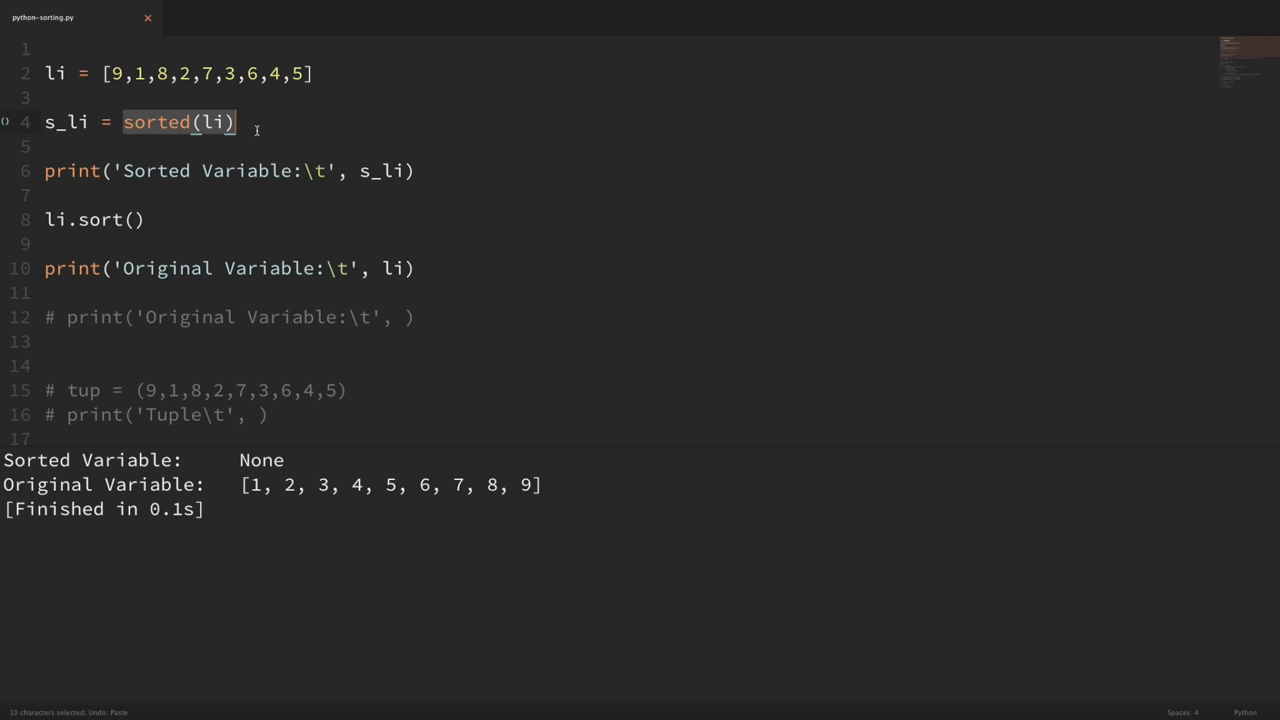 python-sorting.py ×
1
2 li = [9,1,8,2,7,3,6,4,5]
3
() 4 s_li = sorted(li)
5
6 print('Sorted Variable:\t', s_li)
7
8 li.sort()
9
10 print('Original Variable:\t', li)
11
12 # print('Original Variable:\t', )
13
14
15 # tup = (9,1,8,2,7,3,6,4,5)
16 # print('Tuple\t', )
17
Sorted Variable: None
Original Variable: [1, 2, 3, 4, 5, 6, 7, 8, 9]
[Finished in 0.1s]
10 characters selected; Undo: Paste Spaces: 4 Python